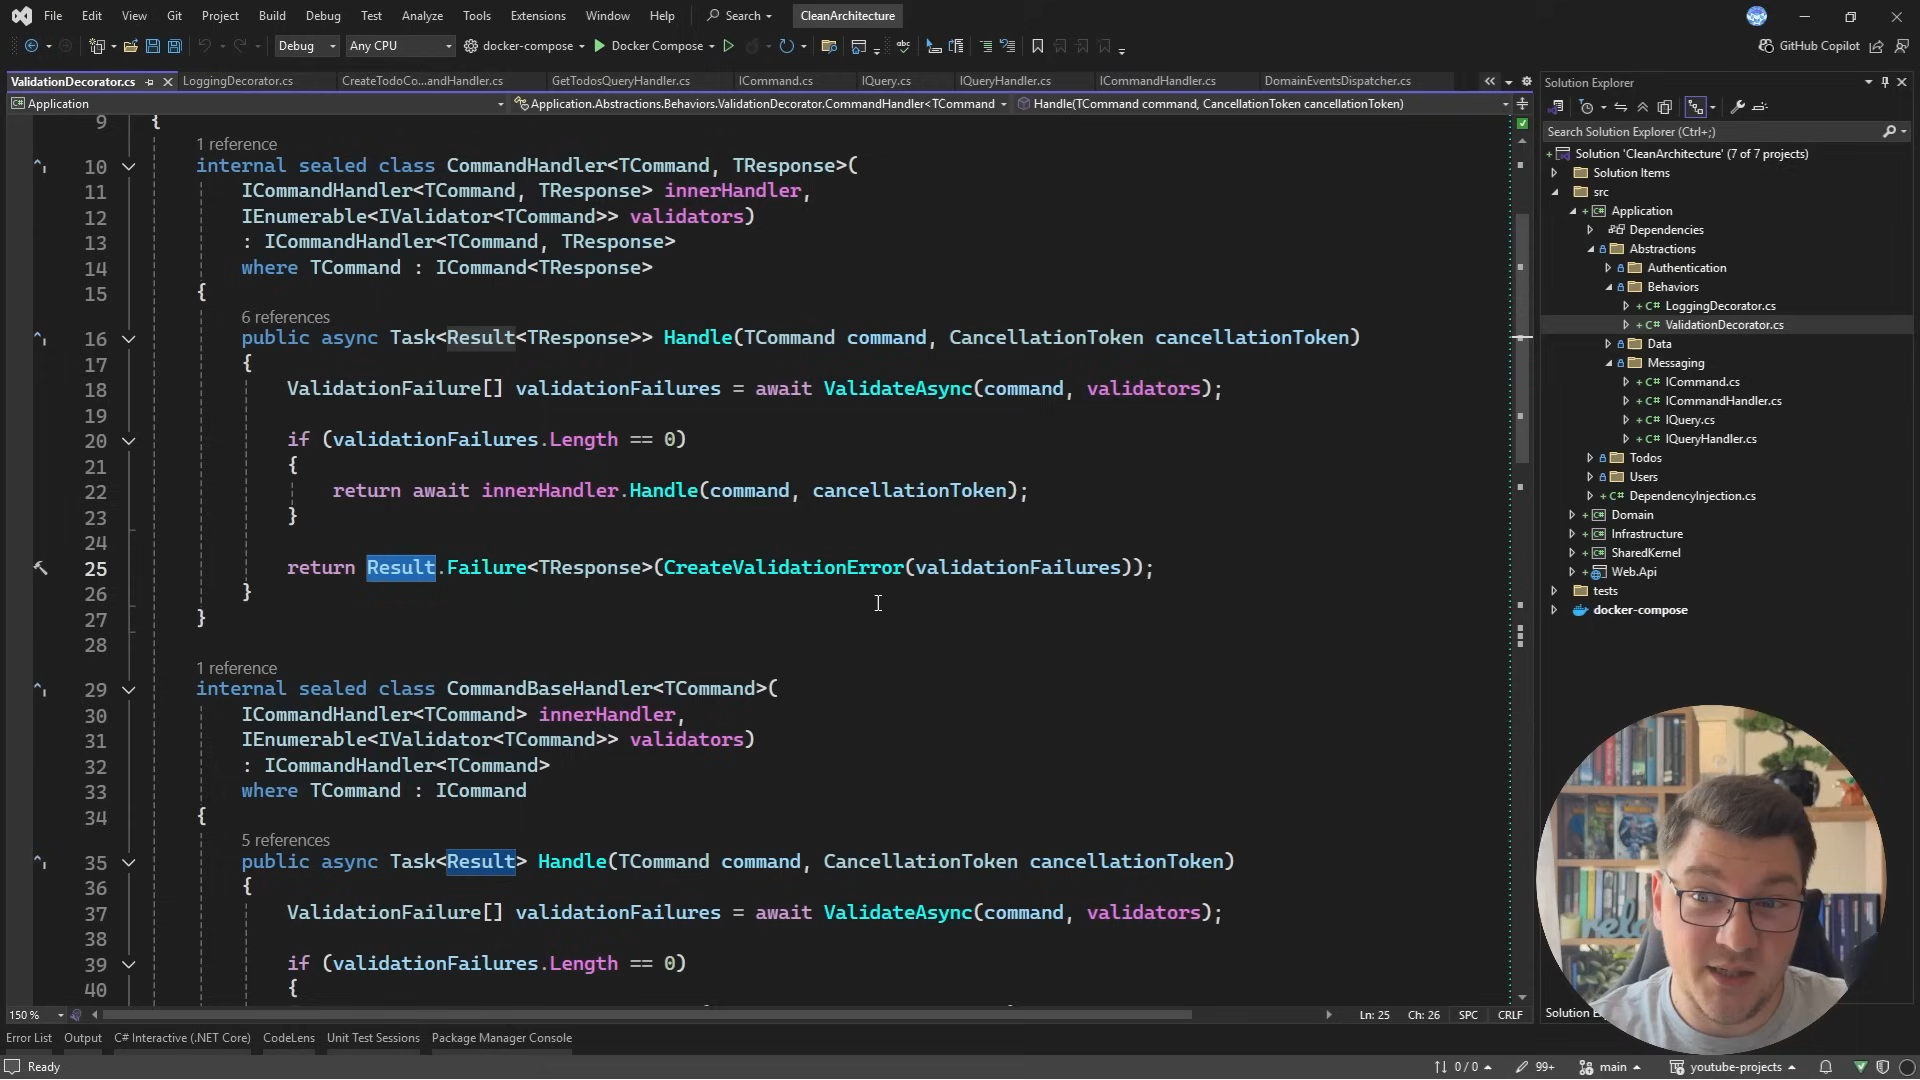 File Edit View Git Project Build Debug Test Analyze Tools Extensions Window Help Search CleanArchitecture
Debug Any CPU docker-compose Docker Compose GitHub Copilot
ValidationDecorator.cs LoggingDecorator.cs CreateTodoCo...andHandler.cs GetTodosQueryHandler.cs ICommand.cs IQuery.cs IQueryHandler.cs ICommandHandler.cs DomainEventsDispatcher.cs
Application Application.Abstractions.Behaviors.ValidationDecorator.CommandHandler<TCommand Handle(TCommand command, CancellationToken cancellationToken)
9 {
1 reference
10 internal sealed class CommandHandler<TCommand, TResponse>(
11 ICommandHandler<TCommand, TResponse> innerHandler,
12 IEnumerable<IValidator<TCommand>> validators)
13 : ICommandHandler<TCommand, TResponse>
14 where TCommand : ICommand<TResponse>
15 {
6 references
16 public async Task<Result<TResponse>> Handle(TCommand command, CancellationToken cancellationToken)
17 {
18 ValidationFailure[] validationFailures = await ValidateAsync(command, validators);
19
20 if (validationFailures.Length == 0)
21 {
22 return await innerHandler.Handle(command, cancellationToken);
23 }
24
25 return Result.Failure<TResponse>(CreateValidationError(validationFailures));
26 }
27 }
28
1 reference
29 internal sealed class CommandBaseHandler<TCommand>(
30 ICommandHandler<TCommand> innerHandler,
31 IEnumerable<IValidator<TCommand>> validators)
32 : ICommandHandler<TCommand>
33 where TCommand : ICommand
34 {
5 references
35 public async Task<Result> Handle(TCommand command, CancellationToken cancellationToken)
36 {
37 ValidationFailure[] validationFailures = await ValidateAsync(command, validators);
38
39 if (validationFailures.Length == 0)
40 {
150 % Ln: 25 Ch: 26 SPC CRLF
Solution Explorer
Search Solution Explorer (Ctrl+;)
Solution 'CleanArchitecture' (7 of 7 projects)
Solution Items
src
Application
Dependencies
Abstractions
Authentication
Behaviors
LoggingDecorator.cs
ValidationDecorator.cs
Data
Messaging
ICommand.cs
ICommandHandler.cs
IQuery.cs
IQueryHandler.cs
Todos
Users
DependencyInjection.cs
Domain
Infrastructure
SharedKernel
Web.Api
tests
docker-compose
Error List Output C# Interactive (.NET Core) CodeLens Unit Test Sessions Package Manager Console
Ready 0 / 0 99+ main youtube-projects